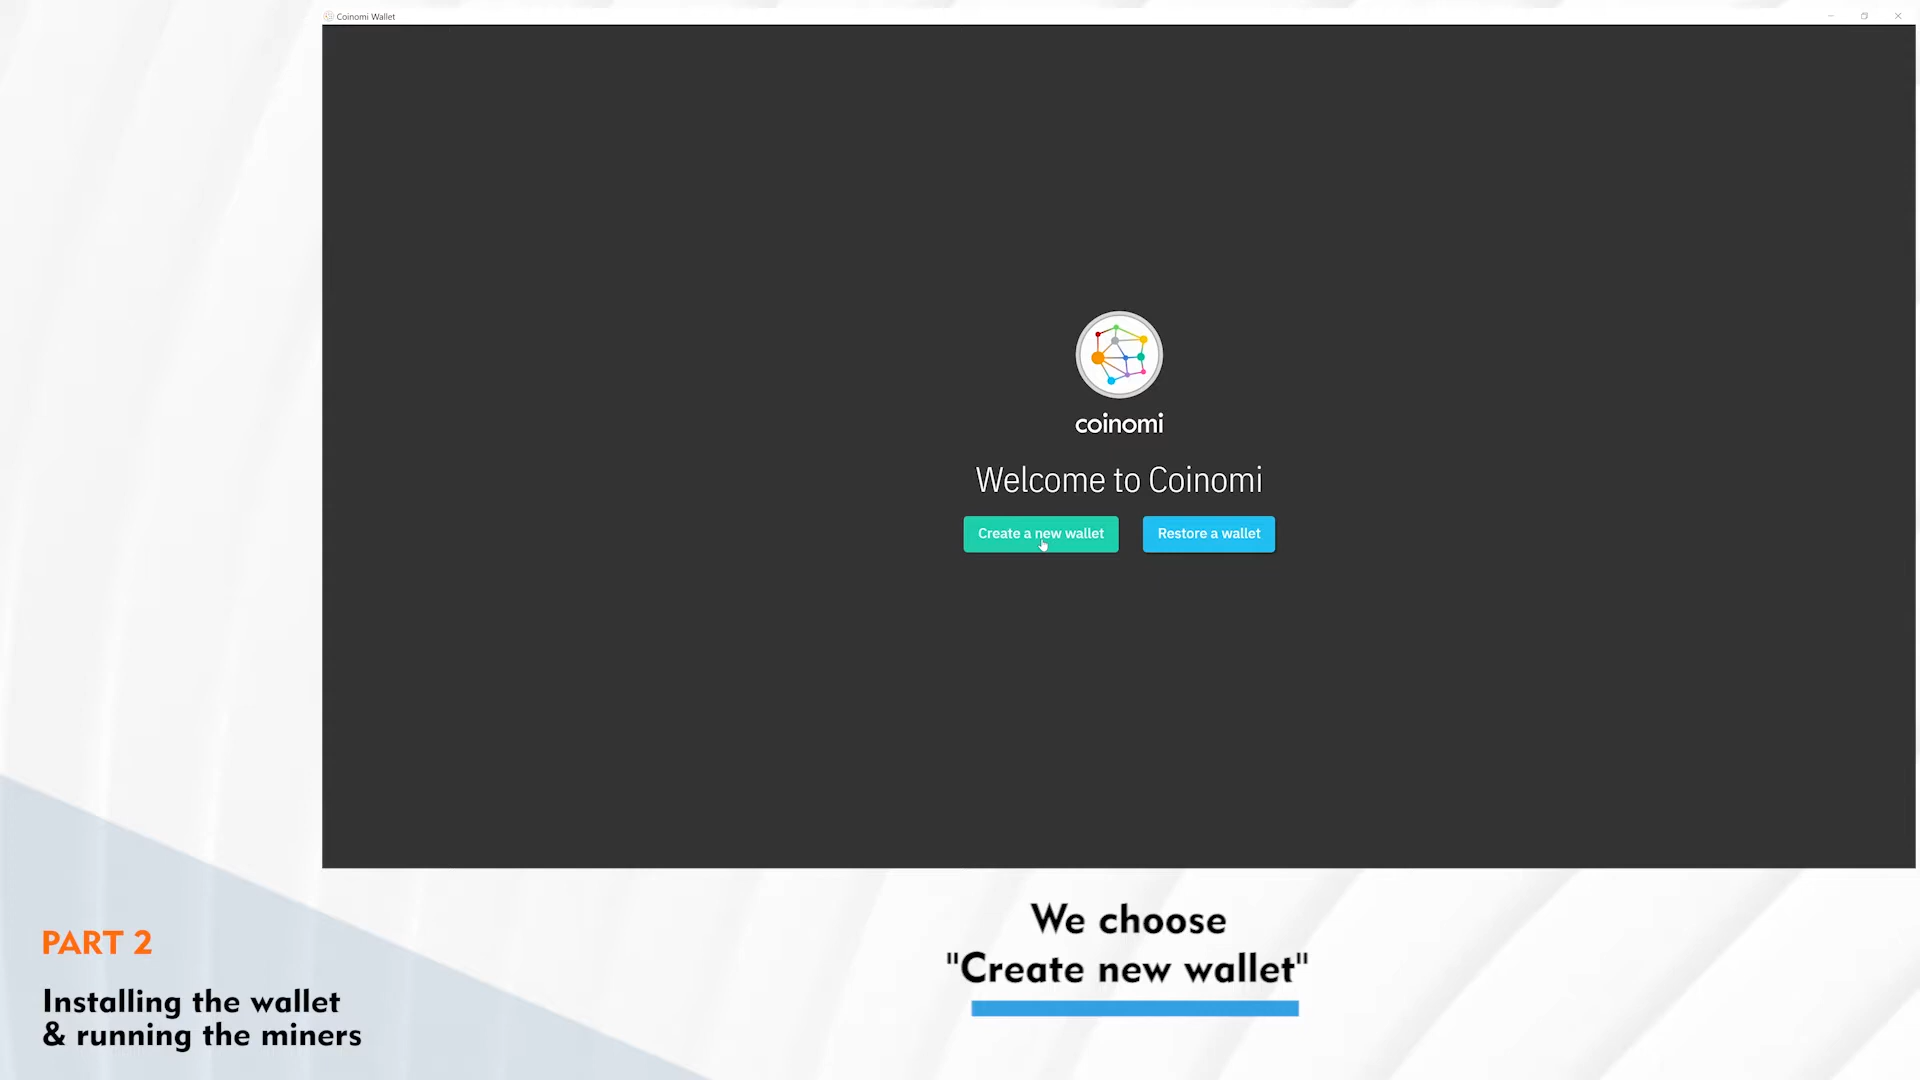 Coinomi Wallet
coinomi
Welcome to Coinomi
Create a new wallet
Restore a wallet
We choose
"Create new wallet"
PART 2
Installing the wallet
& running the miners